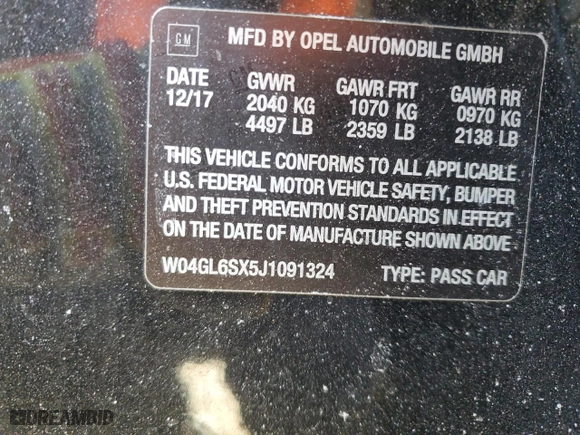 GM MFD BY OPEL AUTOMOBILE GMBH
DATE GVWR GAWR FRT GAWR RR
12/17 2040 KG 1070 KG 0970 KG
4497 LB 2359 LB 2138 LB
THIS VEHICLE CONFORMS TO ALL APPLICABLE
U.S. FEDERAL MOTOR VEHICLE SAFETY, BUMPER
AND THEFT PREVENTION STANDARDS IN EFFECT
ON THE DATE OF MANUFACTURE SHOWN ABOVE
W04GL6SX5J1091324 TYPE: PASS CAR
DREAMBID